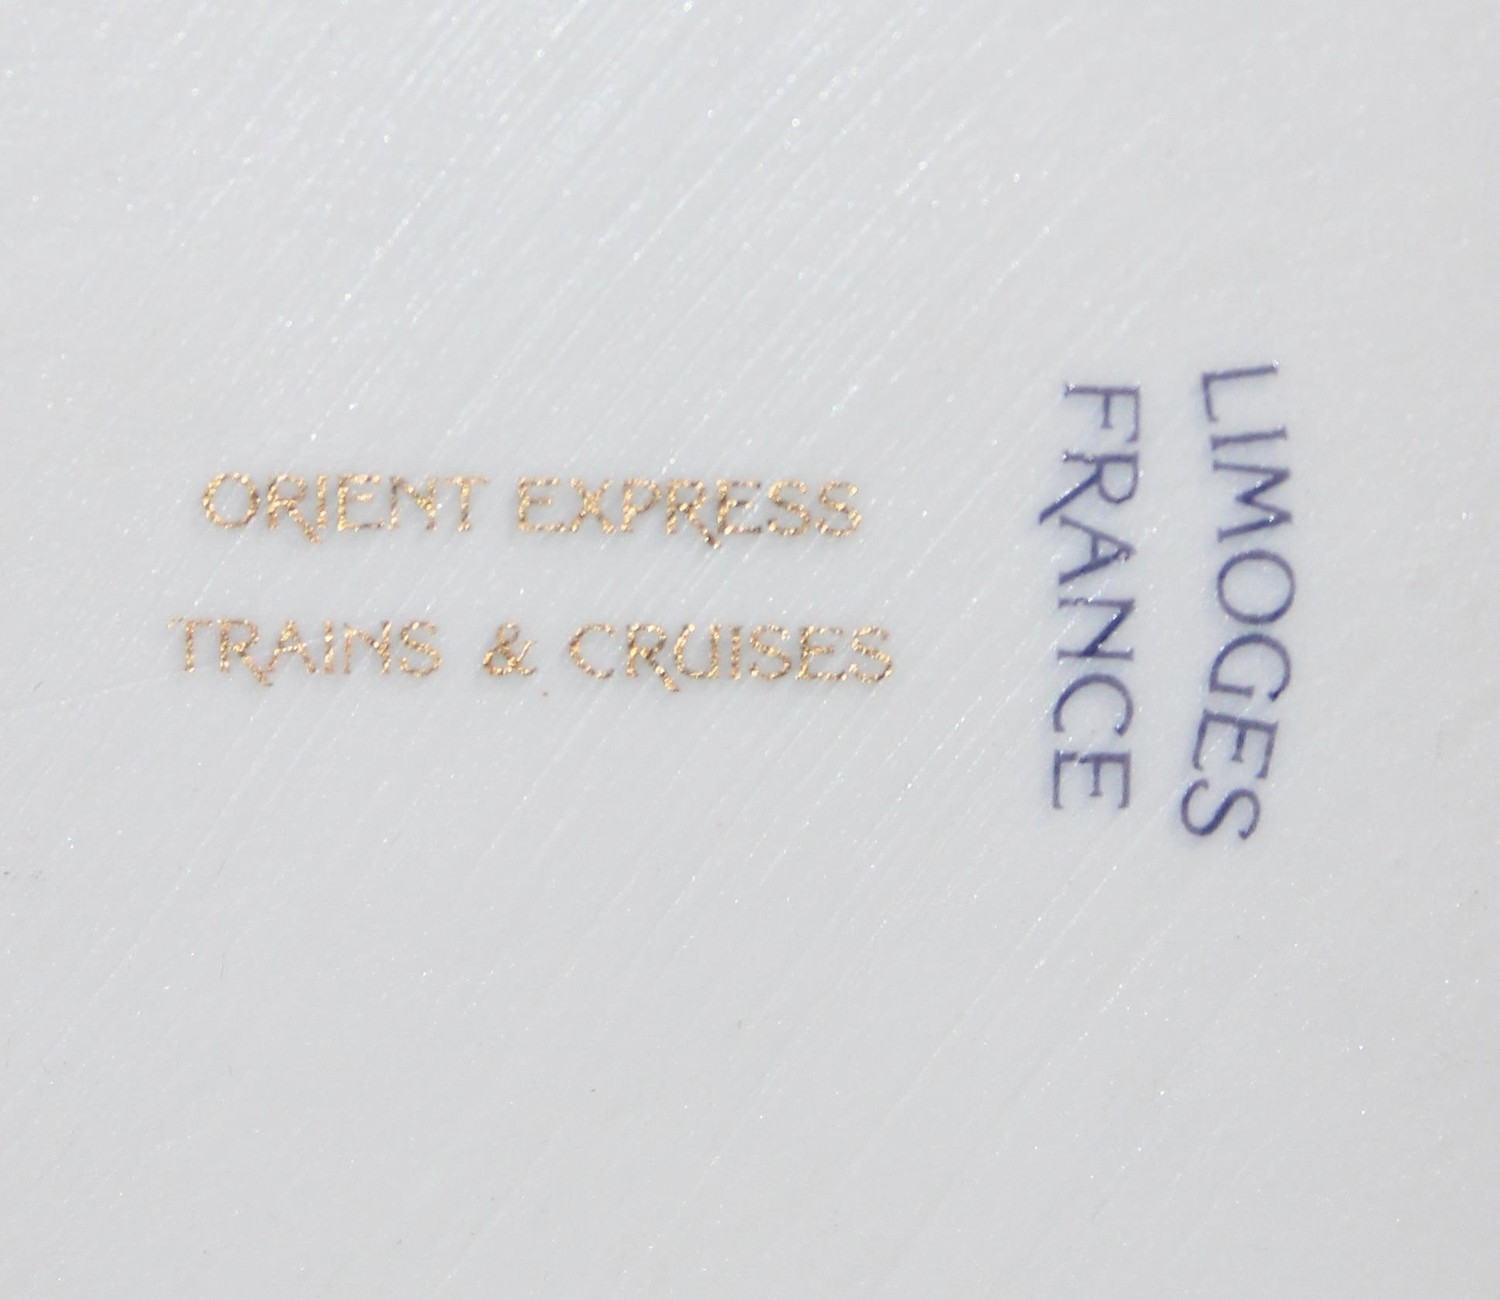 ORIENT EXPRESS
TRAINS & CRUISES
LIMOGES
FRANCE